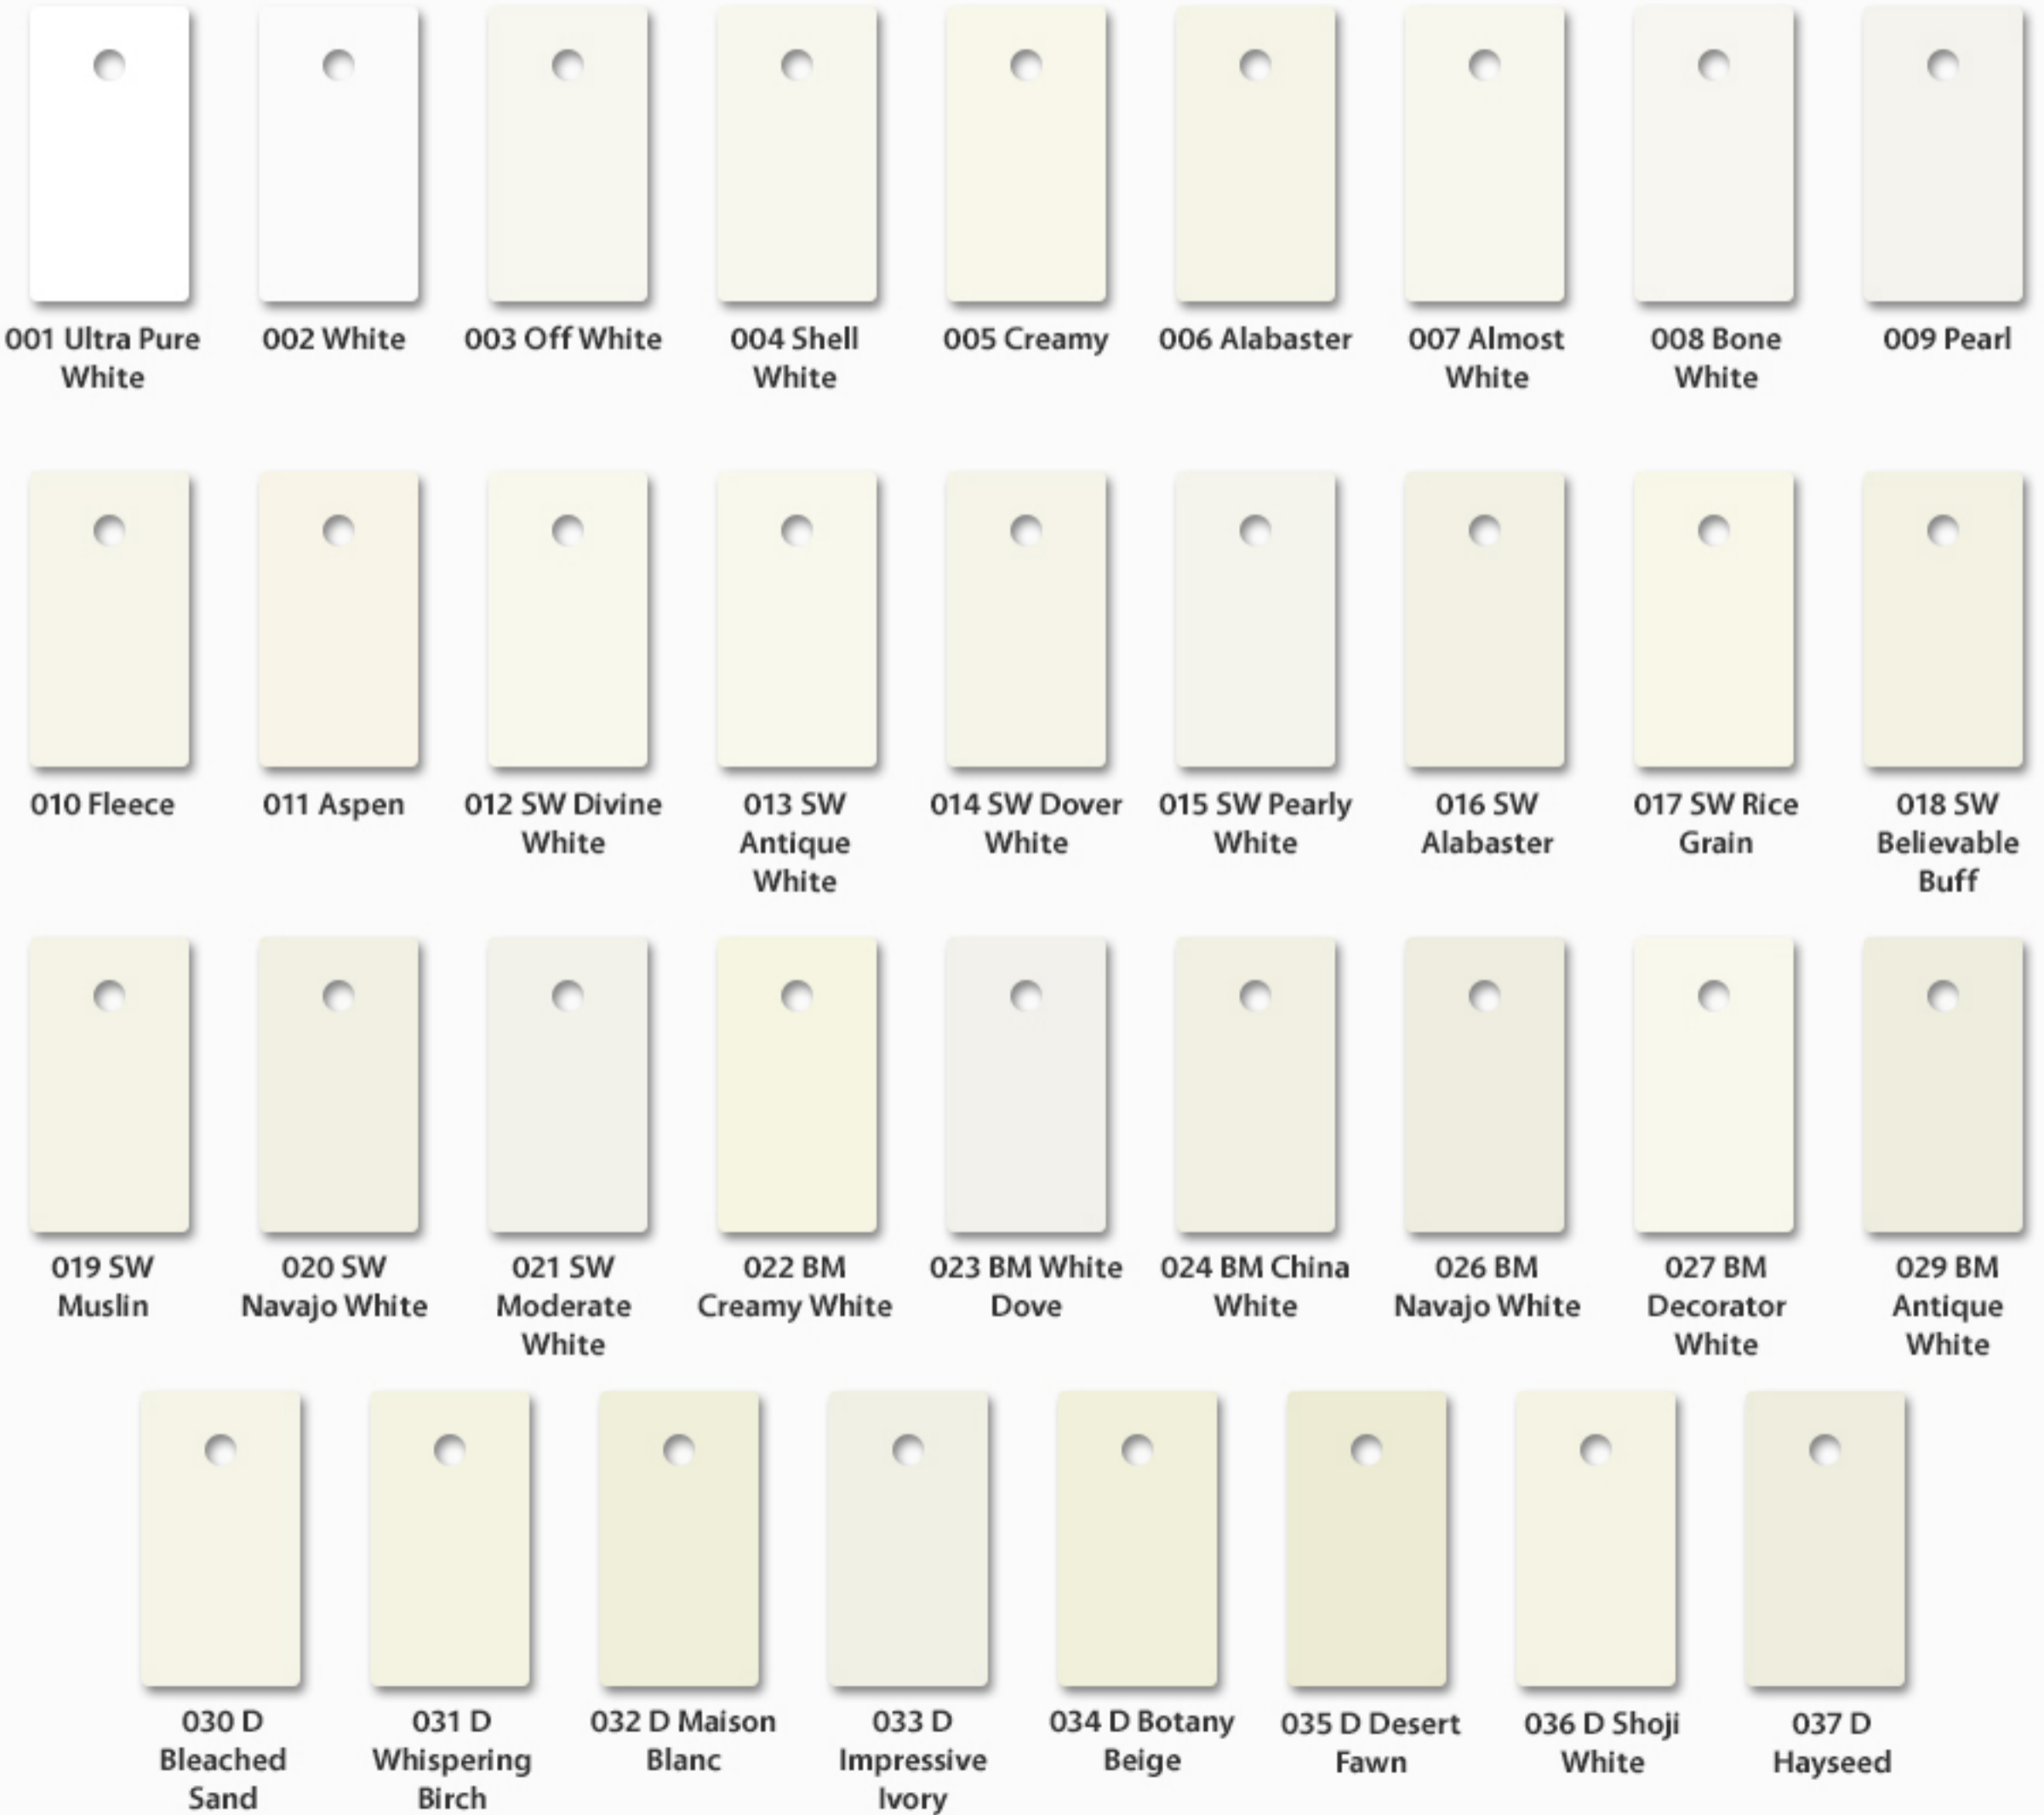 001 Ultra Pure
White
002 White
003 Off White
004 Shell
White
005 Creamy
006 Alabaster
007 Almost
White
008 Bone
White
009 Pearl
010 Fleece
011 Aspen
012 SW Divine
White
013 SW
Antique
White
014 SW Dover
White
015 SW Pearly
White
016 SW
Alabaster
017 SW Rice
Grain
018 SW
Believable
Buff
019 SW
Muslin
020 SW
Navajo White
021 SW
Moderate
White
022 BM
Creamy White
023 BM White
Dove
024 BM China
White
026 BM
Navajo White
027 BM
Decorator
White
029 BM
Antique
White
030 D
Bleached
Sand
031 D
Whispering
Birch
032 D Maison
Blanc
033 D
Impressive
Ivory
034 D Botany
Beige
035 D Desert
Fawn
036 D Shoji
White
037 D
Hayseed